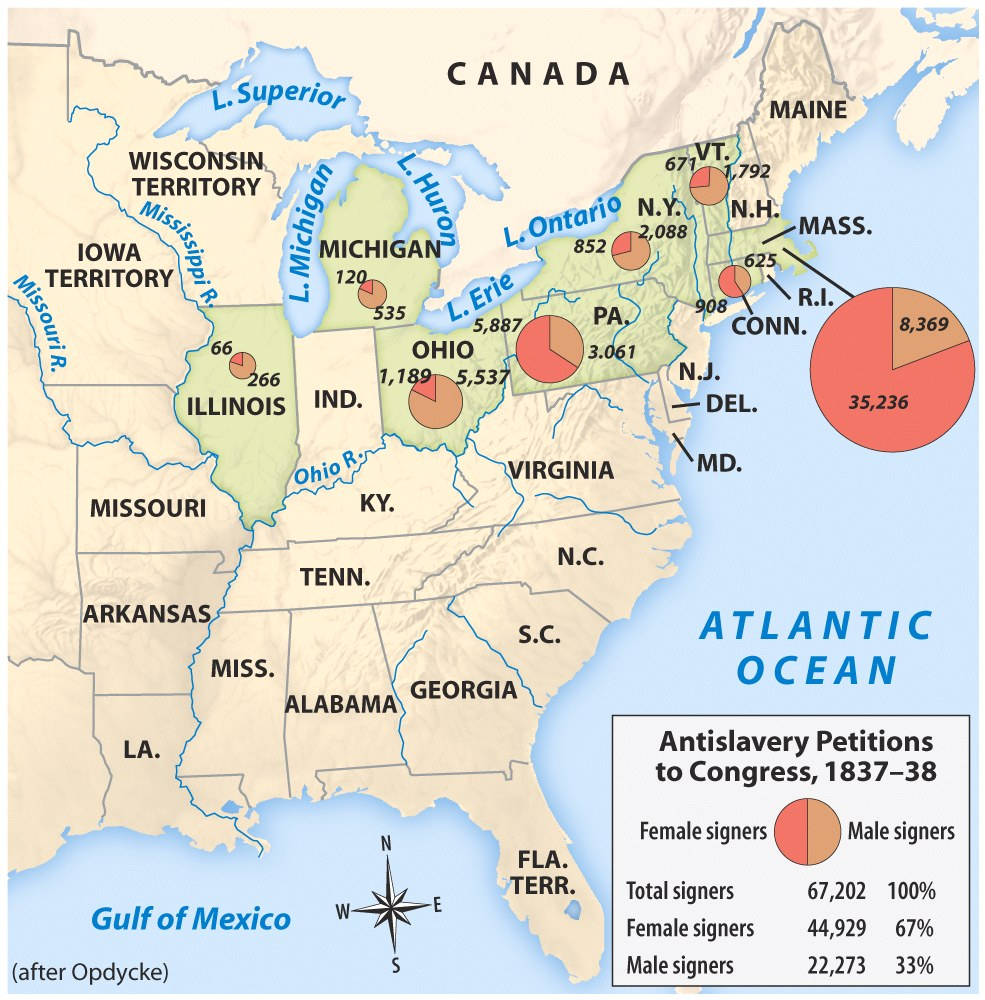 CANADA
L. Superior
MAINE
WISCONSIN
TERRITORY
VT.
671
1,792
L. Huron
L. Michigan
Mississippi R.
L. Ontario
N.Y.
2,088
852
N.H.
MASS.
MICHIGAN
IOWA
TERRITORY
625
120
535
L. Erie
R.I.
Missouri R.
908
CONN.
5,887
PA.
3.061
8,369
35,236
66
266
OHIO
1,189
5,537
N.J.
ILLINOIS
IND.
DEL.
MD.
Ohio R.
VIRGINIA
MISSOURI
KY.
N.C.
TENN.
ARKANSAS
S.C.
ATLANTIC
OCEAN
MISS.
ALABAMA
GEORGIA
LA.
Antislavery Petitions
to Congress, 1837–38
Female signers Male signers
Total signers 67,202 100%
Female signers 44,929 67%
Male signers 22,273 33%
FLA.
TERR.
N
W E
S
Gulf of Mexico
(after Opdycke)